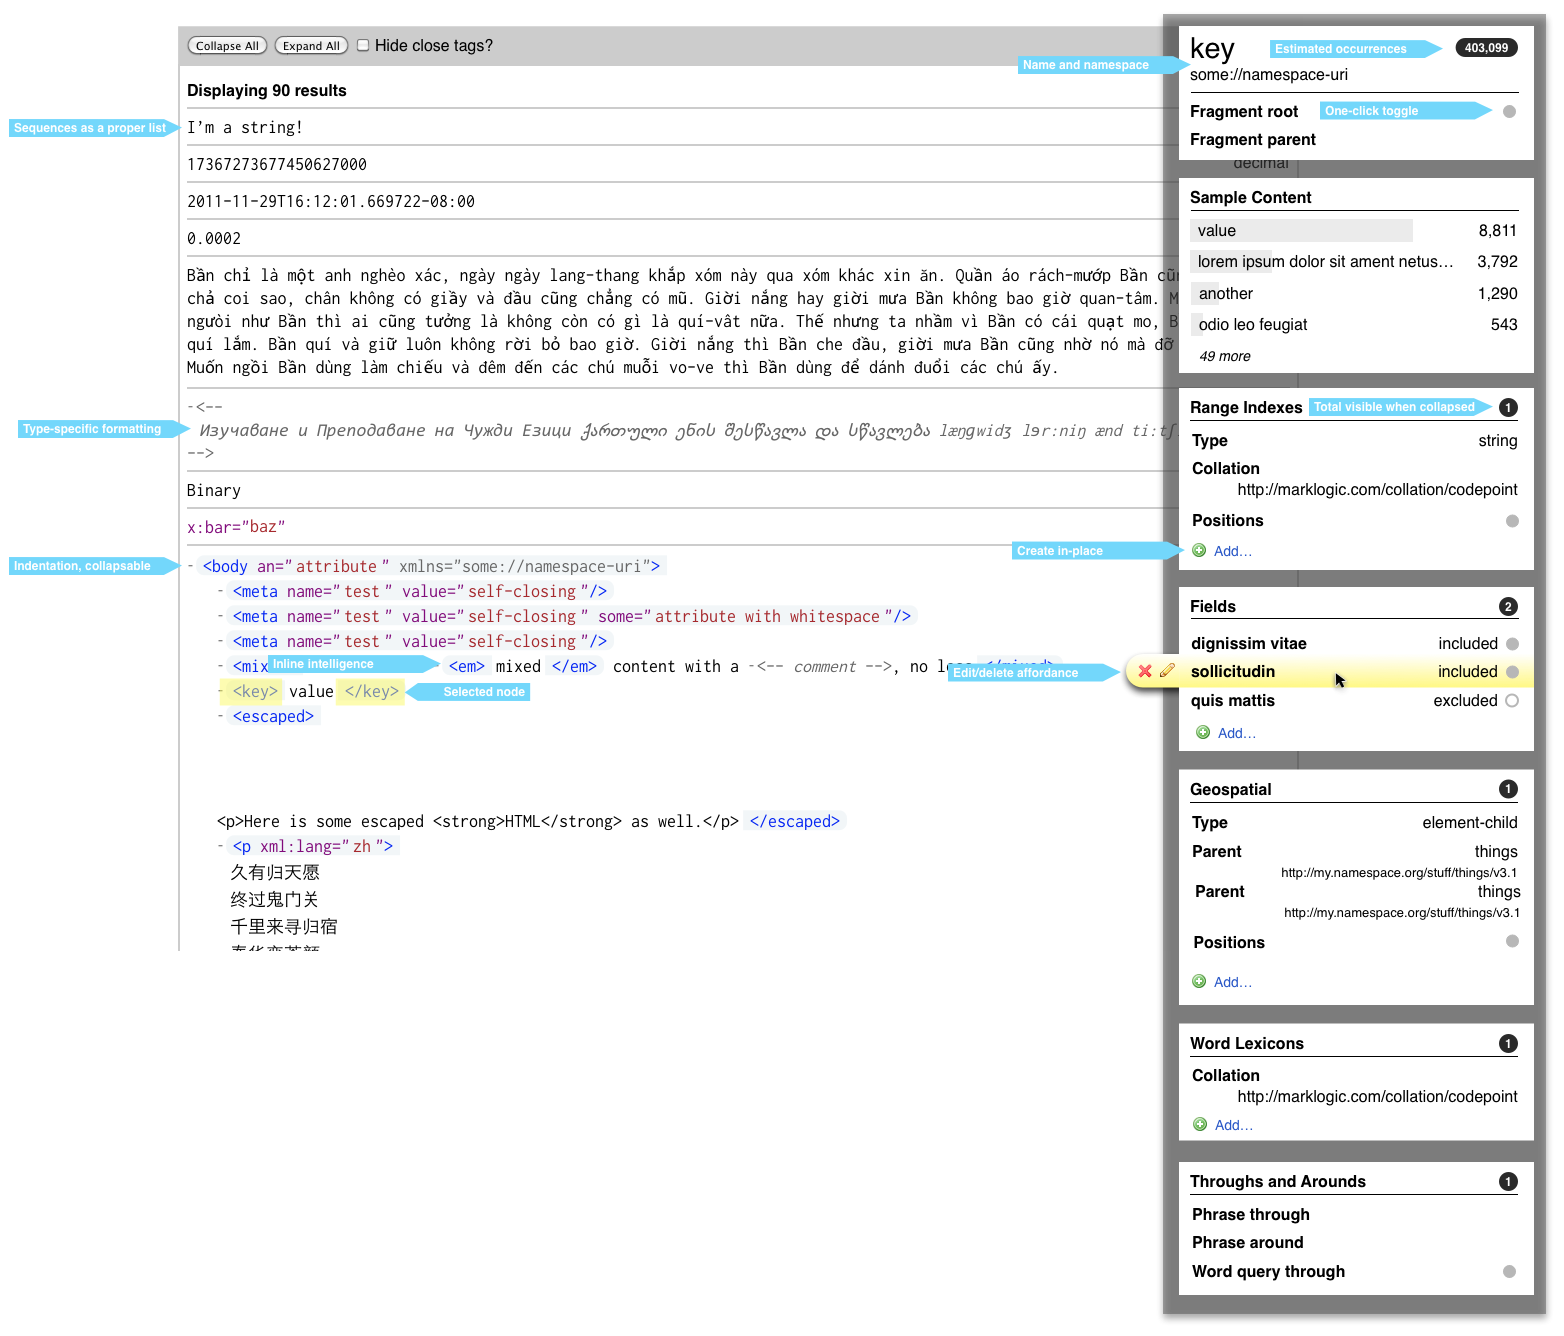 Collapse All
Expand All
Hide close tags?
Displaying 90 results
Sequences as a proper list
I'm a string!
17367273677450627000
decimal
2011-11-29T16:12:01.669722-08:00
0.0002
Bần chỉ là một anh nghèo xác, ngày ngày lang-thang khắp xóm này qua xóm khác xin ăn. Quần áo rách-mướp Bần
chả coi sao, chân không có giầy và đầu cũng chẳng có mũ. Giời nắng hay giời mưa Bần không bao giờ quan-tâm.
người như Bần thì ai cũng tưởng là không còn có gì là quí-vật nữa. Thế nhưng ta nhầm vì Bần có cái quạt mo,
quí lắm. Bần quí và giữ luôn không rời bỏ bao giờ. Giời nắng thì Bần che đầu, giời mưa Bần cũng nhờ nó mà đỡ
Muốn ngồi Bần dùng làm chiếu và đêm đến các chú muỗi vo-ve thì Bần dùng để đánh đuổi các chú ấy.
-<--
Type-specific formatting
Изучаване и Преподаване на Чужди Езици ქართული ენის შესწავლა და სწავლება læŋgwidʒ lɘr:niŋ ænd ti:tʃ
-->
Binary
x:bar="baz"
Indentation, collapsable
- <body an="attribute" xmlns="some://namespace-uri">
- <meta name="test" value="self-closing"/>
- <meta name="test" value="self-closing" some="attribute with whitespace"/>
- <meta name="test" value="self-closing"/>
- <mix
Inline intelligence
<em> mixed </em> content with a -<-- comment -->, no
- <key> value </key>
Selected node
- <escaped>
<p>Here is some escaped <strong>HTML</strong> as well.</p> </escaped>
- <p xml:lang="zh">
久有归天愿
终过鬼门关
千里来寻归宿
Name and namespace
key
Estimated occurrences
403,099
some://namespace-uri
Fragment root
One-click toggle
Fragment parent
Sample Content
value 8,811
lorem ipsum dolor sit ament netus… 3,792
another 1,290
odio leo feugiat 543
49 more
Range Indexes
Total visible when collapsed
1
Type string
Collation
http://marklogic.com/collation/codepoint
Positions
Create in-place
Add…
Fields 2
dignissim vitae included
Edit/delete affordance
sollicitudin included
quis mattis excluded
Add…
Geospatial 1
Type element-child
Parent things
http://my.namespace.org/stuff/things/v3.1
Parent things
http://my.namespace.org/stuff/things/v3.1
Positions
Add…
Word Lexicons 1
Collation
http://marklogic.com/collation/codepoint
Add…
Throughs and Arounds 1
Phrase through
Phrase around
Word query through